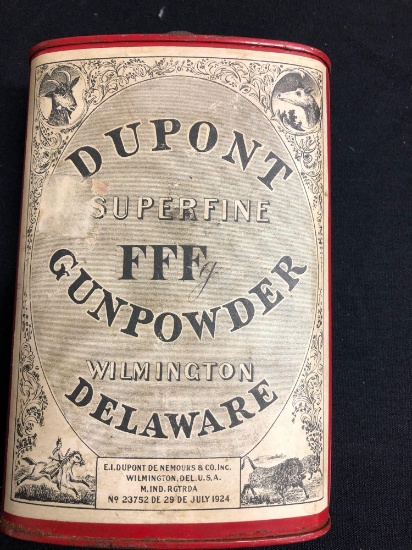 DUPONT
SUPERFINE
FFFg
GUNPOWDER
WILMINGTON
DELAWARE
E.I.DUPONT DE NEMOURS & CO.INC.
WILMINGTON, DEL. U.S.A.
M.IND.RGTRDA
No 23752 DE 29 DE JULY 1924